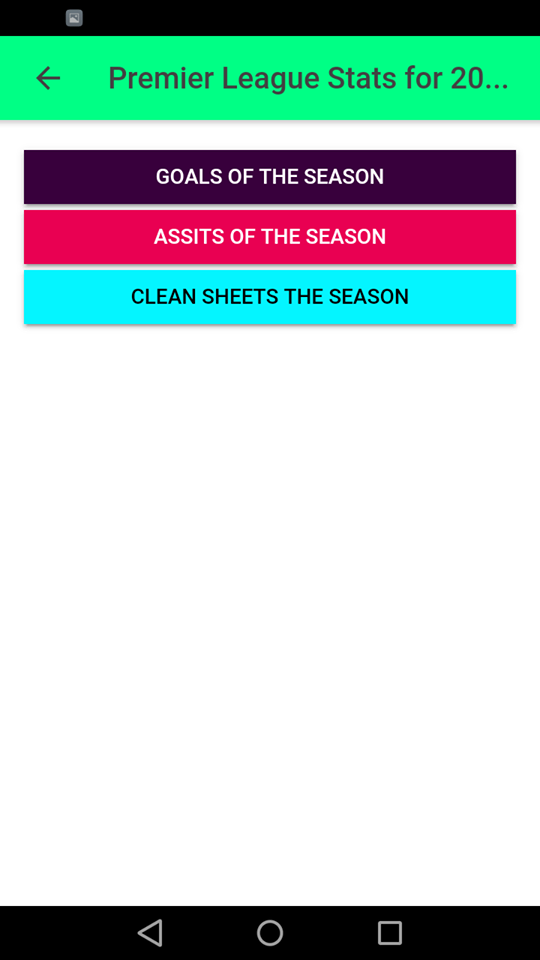 Premier League Stats for 20...
GOALS OF THE SEASON
ASSITS OF THE SEASON
CLEAN SHEETS THE SEASON